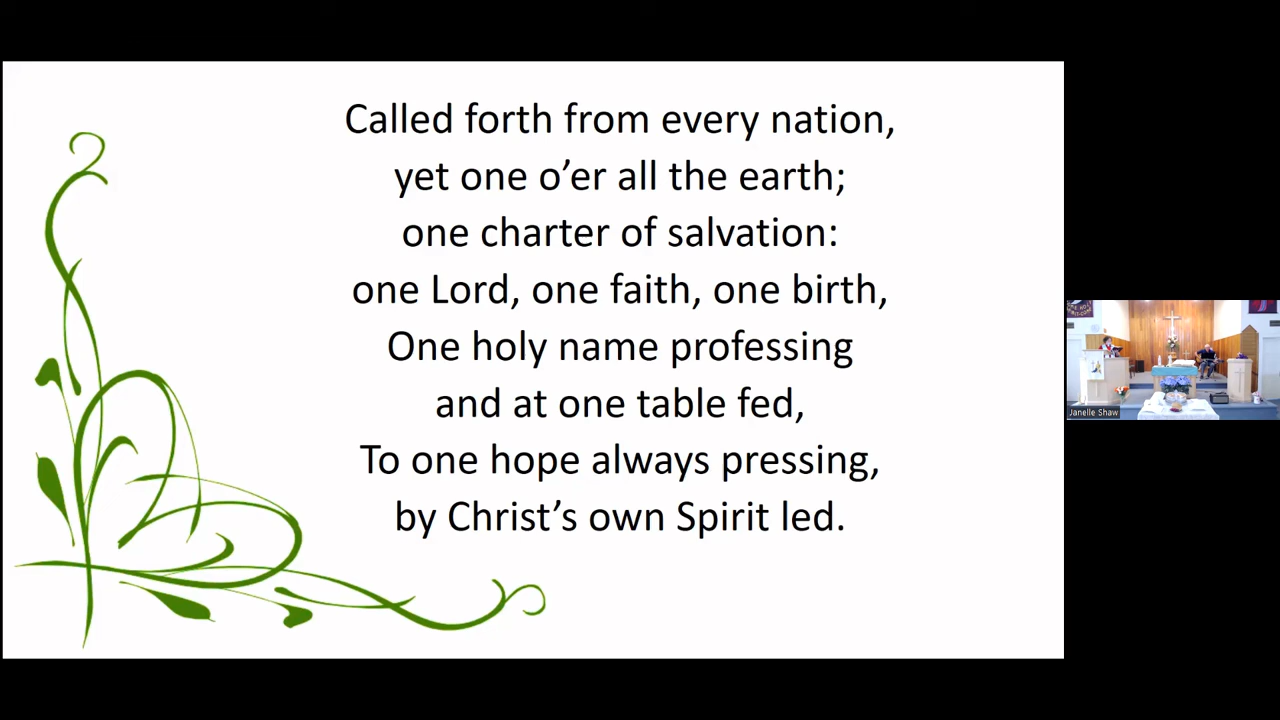 Called forth from every nation,
yet one o’er all the earth;
one charter of salvation:
one Lord, one faith, one birth,
One holy name professing
and at one table fed,
To one hope always pressing,
by Christ’s own Spirit led.
Janelle Shaw